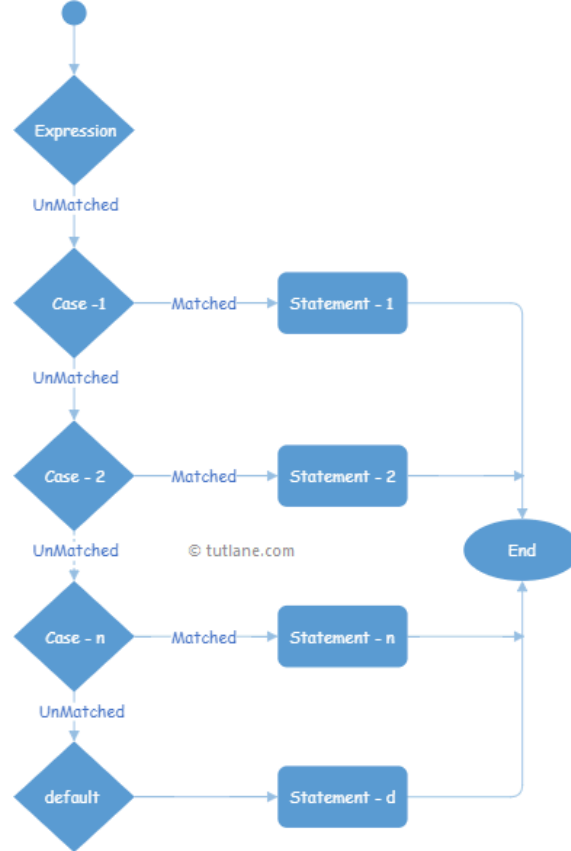 Expression
UnMatched
Case -1
Matched
Statement - 1
UnMatched
Case - 2
Matched
Statement - 2
UnMatched
© tutlane.com
End
Case - n
Matched
Statement - n
UnMatched
default
Statement - d